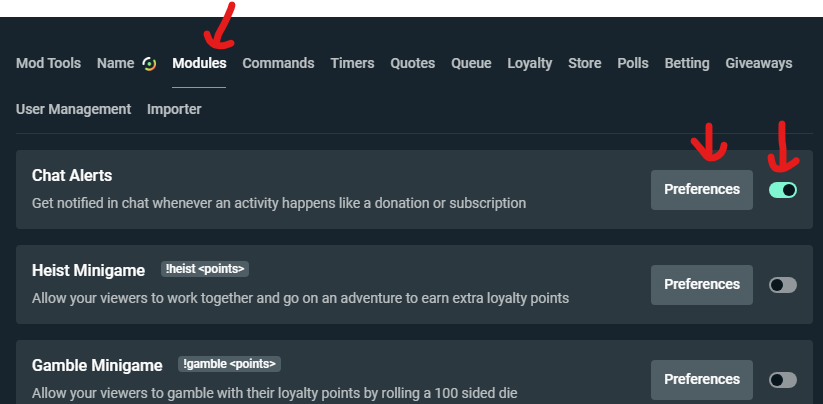 Mod Tools Name Modules Commands Timers Quotes Queue Loyalty Store Polls Betting Giveaways
User Management Importer
Chat Alerts
Preferences
Get notified in chat whenever an activity happens like a donation or subscription
Heist Minigame !heist <points>
Preferences
Allow your viewers to work together and go on an adventure to earn extra loyalty points
Gamble Minigame !gamble <points>
Preferences
Allow your viewers to gamble with their loyalty points by rolling a 100 sided die